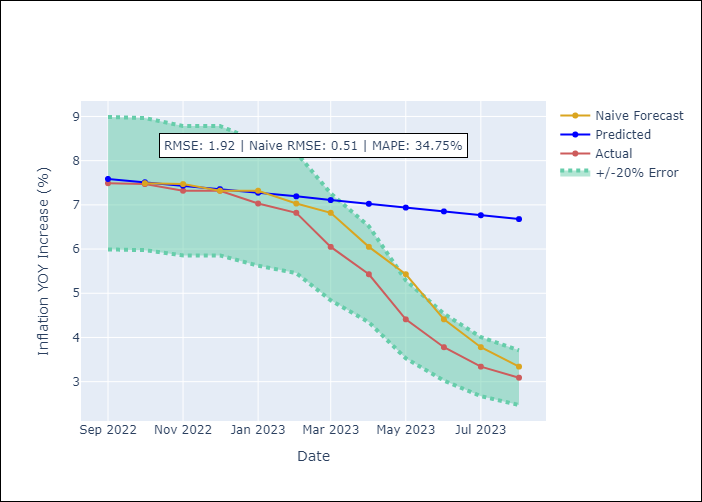 RMSE: 1.92 | Naive RMSE: 0.51 | MAPE: 34.75%
Naive Forecast
Predicted
Actual
+/-20% Error
Inflation YOY Increase (%)
9
8
7
6
5
4
3
Sep 2022
Nov 2022
Jan 2023
Mar 2023
May 2023
Jul 2023
Date